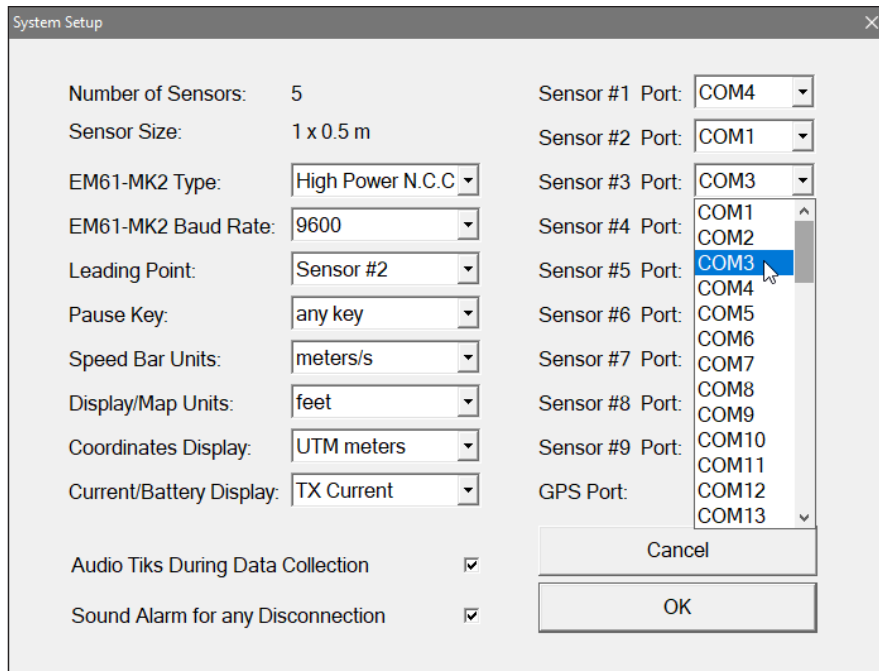 System Setup
Number of Sensors: 5
Sensor Size: 1 x 0.5 m
EM61-MK2 Type: High Power N.C.C
EM61-MK2 Baud Rate: 9600
Leading Point: Sensor #2
Pause Key: any key
Speed Bar Units: meters/s
Display/Map Units: feet
Coordinates Display: UTM meters
Current/Battery Display: TX Current
Audio Tiks During Data Collection
Sound Alarm for any Disconnection
Sensor #1 Port: COM4
Sensor #2 Port: COM1
Sensor #3 Port: COM3
Sensor #4 Port:
Sensor #5 Port:
Sensor #6 Port:
Sensor #7 Port:
Sensor #8 Port:
Sensor #9 Port:
GPS Port:
COM1
COM2
COM3
COM4
COM5
COM6
COM7
COM8
COM9
COM10
COM11
COM12
COM13
Cancel
OK